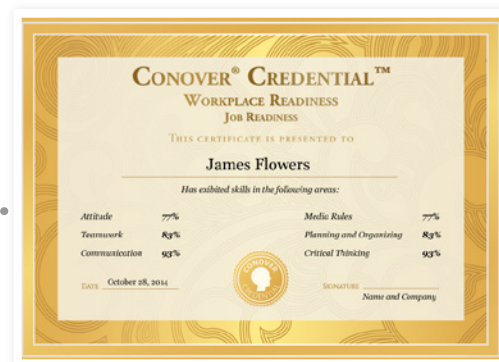 CONOVER® CREDENTIAL™
WORKPLACE READINESS
JOB READINESS
THIS CERTIFICATE IS PRESENTED TO
James Flowers
Has exibited skills in the following areas:
Attitude 77% Media Rules 77%
Teamwork 83% Planning and Organizing 83%
Communication 93% Critical Thinking 93%
CONOVER
CREDENTIAL
DATE October 28, 2014 SIGNATURE
Name and Company